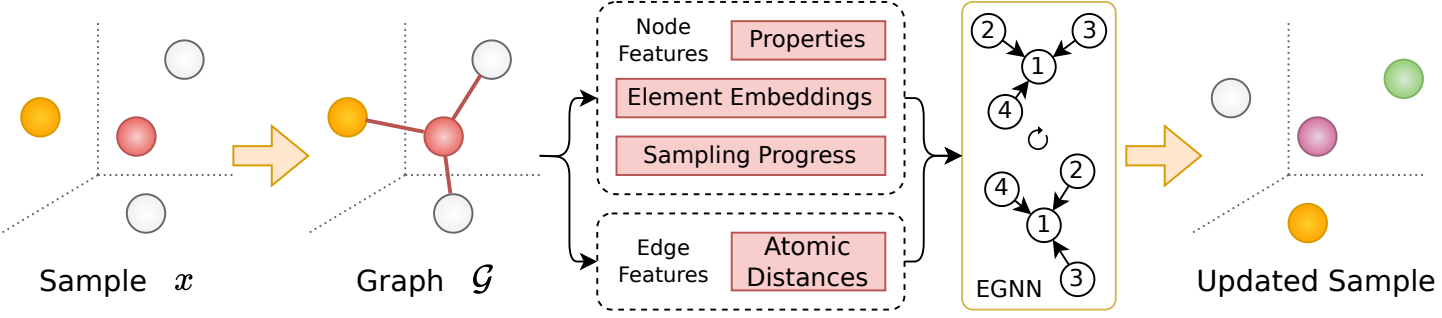 Sample x
Graph 𝒢
Node
Features
Properties
Element Embeddings
Sampling Progress
Edge
Features
Atomic
Distances
2
3
1
4
4
2
1
3
EGNN
Updated Sample